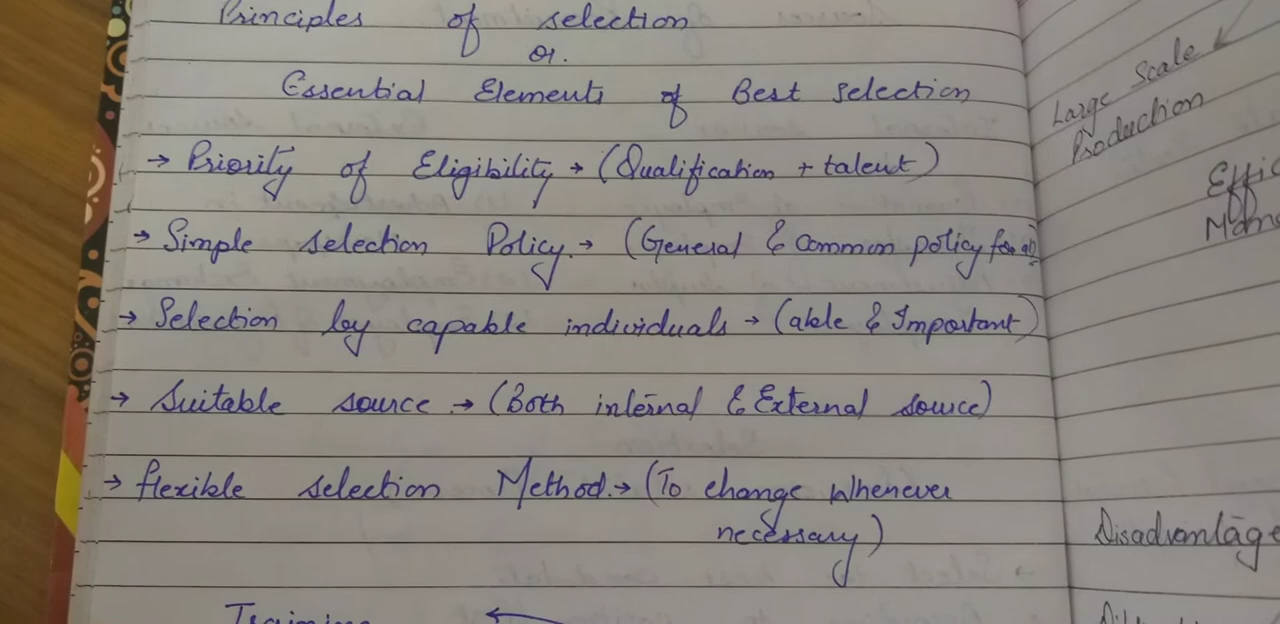 Principles of selection
or.
Essential Elements of Best selection
→ Priority of Eligibility → (Qualification + talent)
→ Simple selection Policy. → (General & Common policy for all)
→ Selection by capable individuals → (able & Important)
→ Suitable source. → (Both internal & External source)
→ flexible selection Method. → (To change Whenever
necessary)
Training
Large Scale
Production
Disadvantage